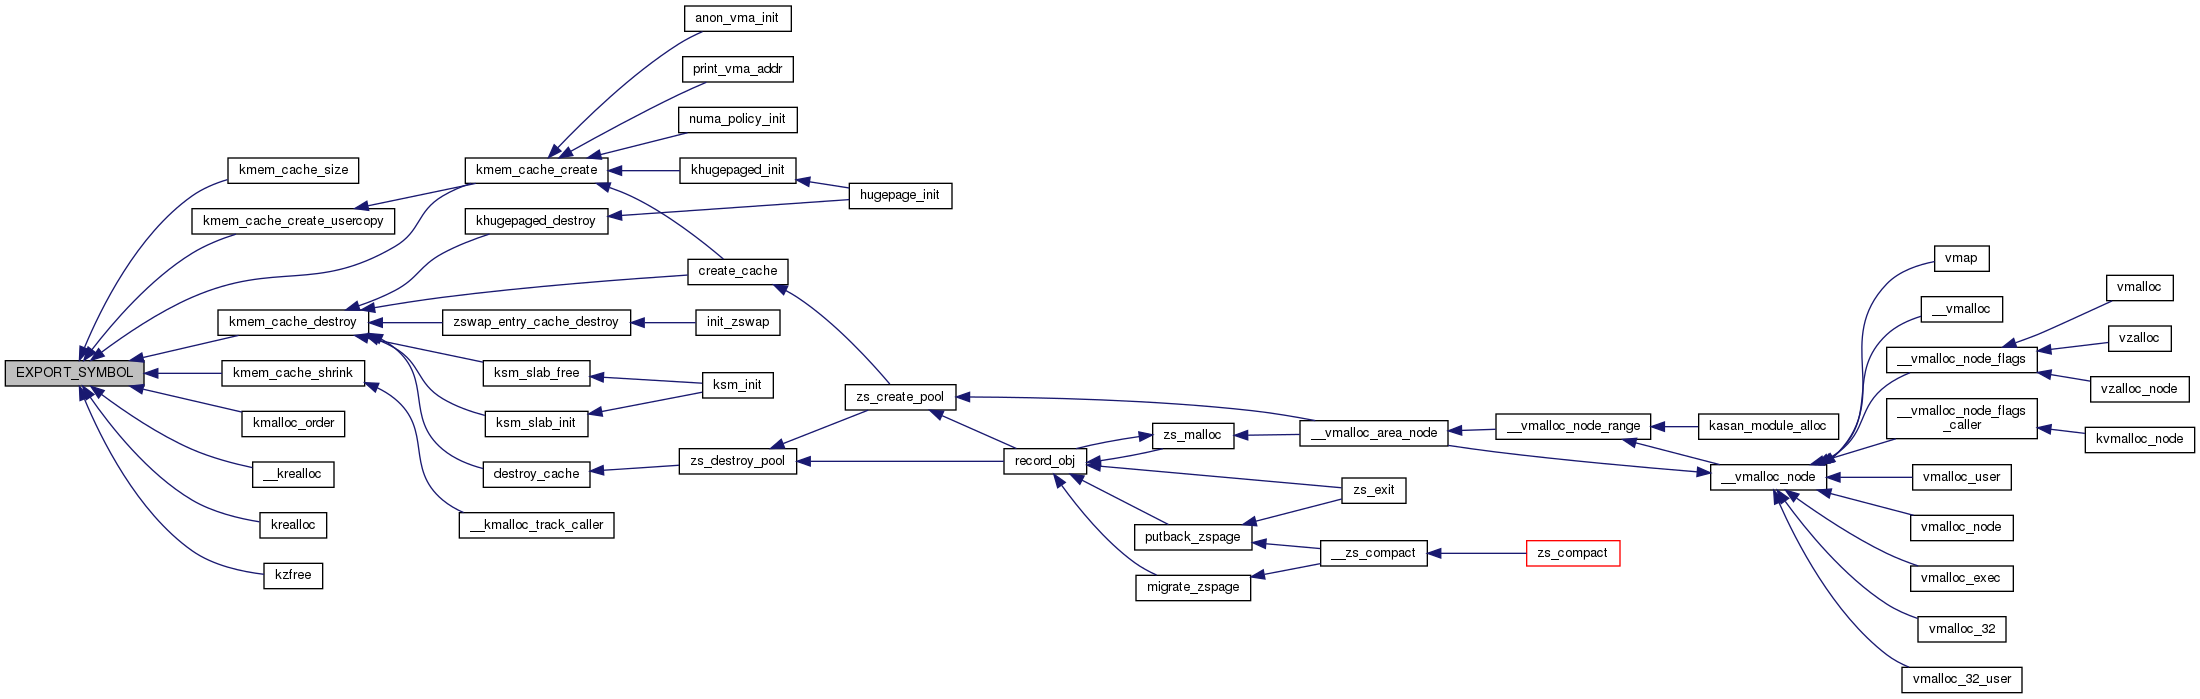 anon_vma_init
print_vma_addr
numa_policy_init
kmem_cache_size
kmem_cache_create
khugepaged_init
hugepage_init
kmem_cache_create_usercopy
khugepaged_destroy
create_cache
kmem_cache_destroy
zswap_entry_cache_destroy
init_zswap
EXPORT_SYMBOL
kmem_cache_shrink
ksm_slab_free
ksm_init
kmalloc_order
ksm_slab_init
__krealloc
destroy_cache
zs_destroy_pool
krealloc
__kmalloc_track_caller
kzfree
zs_create_pool
record_obj
zs_malloc
__vmalloc_area_node
__vmalloc_node_range
kasan_module_alloc
zs_exit
putback_zspage
__zs_compact
zs_compact
migrate_zspage
__vmalloc_node
vmap
__vmalloc
__vmalloc_node_flags
vmalloc
vzalloc
vzalloc_node
__vmalloc_node_flags
_caller
kvmalloc_node
vmalloc_user
vmalloc_node
vmalloc_exec
vmalloc_32
vmalloc_32_user